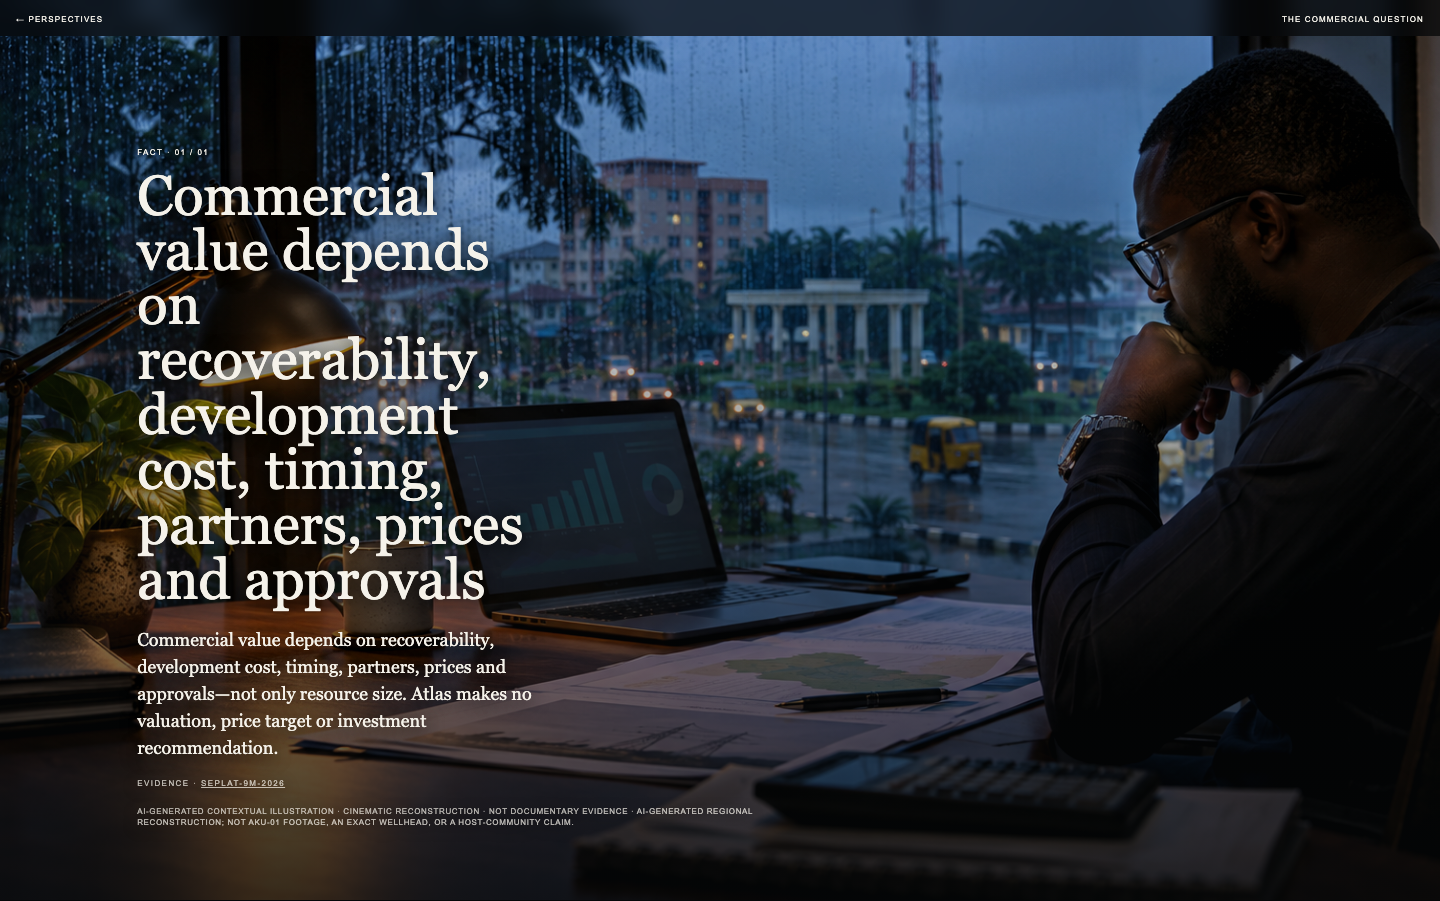 ← PERSPECTIVES
THE COMMERCIAL QUESTION
FACT · 01 / 01
Commercial
value depends
on
recoverability,
development
cost, timing,
partners, prices
and approvals
Commercial value depends on recoverability,
development cost, timing, partners, prices and
approvals—not only resource size. Atlas makes no
valuation, price target or investment
recommendation.
EVIDENCE · SEPLAT-9M-2026
AI-GENERATED CONTEXTUAL ILLUSTRATION · CINEMATIC RECONSTRUCTION · NOT DOCUMENTARY EVIDENCE · AI-GENERATED REGIONAL
RECONSTRUCTION; NOT AKU-01 FOOTAGE, AN EXACT WELLHEAD, OR A HOST-COMMUNITY CLAIM.